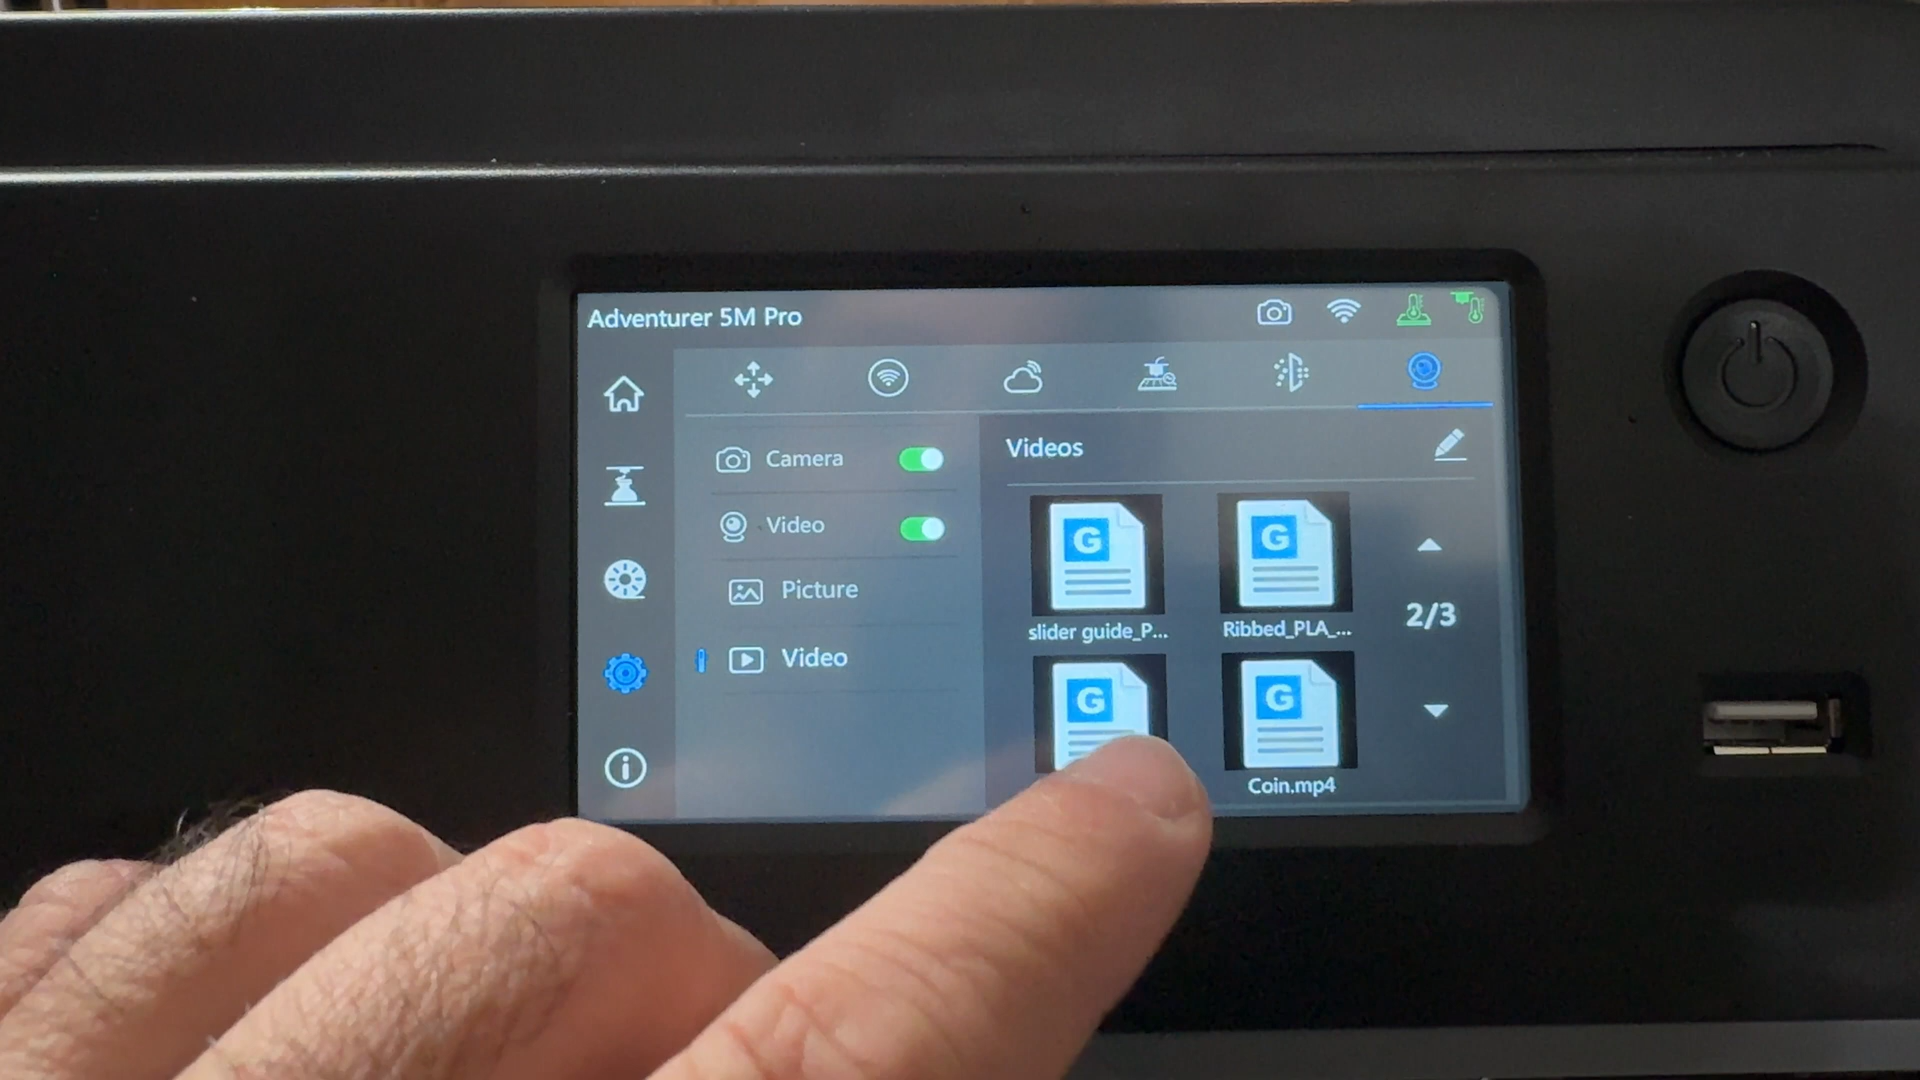 Adventurer 5M Pro
Camera
Video
Picture
Video
Videos
G
G
slider guide_P...
Ribbed_PLA_...
2/3
G
G
Coin.mp4